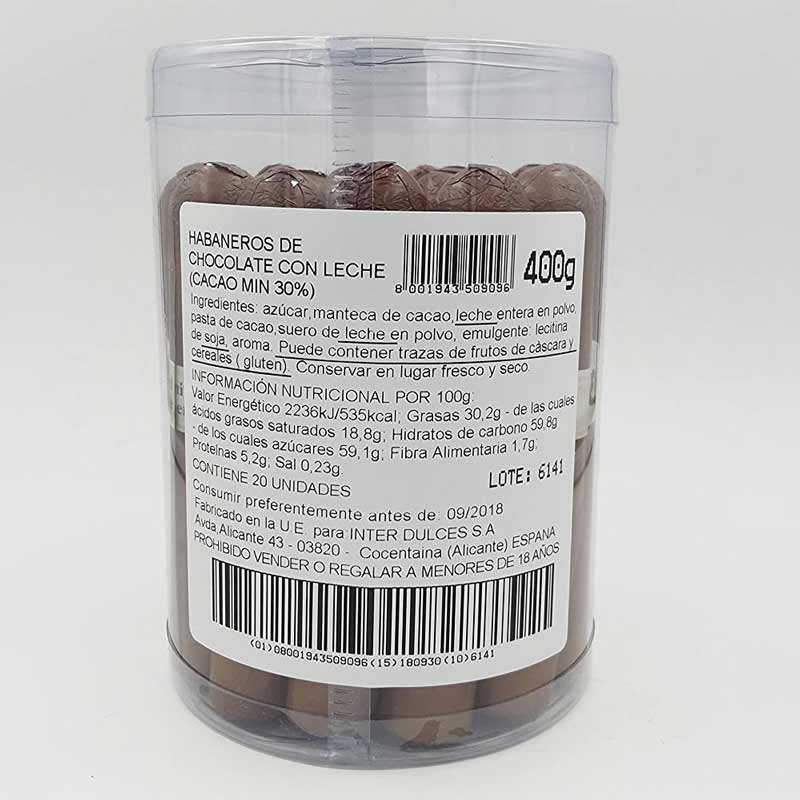 HABANEROS DE
CHOCOLATE CON LECHE
(CACAO MIN 30%)
8 001943 509096
400g
Ingredientes: azúcar,manteca de cacao,leche entera en polvo,
pasta de cacao,suero de leche en polvo, emulgente: lecitina
de soja, aroma. Puede contener trazas de frutos de càscara y
cereales ( gluten). Conservar en lugar fresco y seco.
INFORMACIÓN NUTRICIONAL POR 100g:
Valor Energético 2236kJ/535kcal; Grasas 30,2g - de las cuales
ácidos grasos saturados 18,8g; Hidratos de carbono 59,8g
- de los cuales azúcares 59,1g; Fibra Alimentaria 1,7g;
Proteínas 5,2g; Sal 0,23g.
LOTE: 6141
CONTIENE 20 UNIDADES
Consumir preferentemente antes de: 09/2018
Fabricado en la U.E. para INTER DULCES S.A
Avda,Alicante 43 - 03820 - Cocentaina (Alicante) ESPANA
PROHIBIDO VENDER O REGALAR A MENORES DE 18 AÑOS
(01)08001943509096(15)180930(10)6141